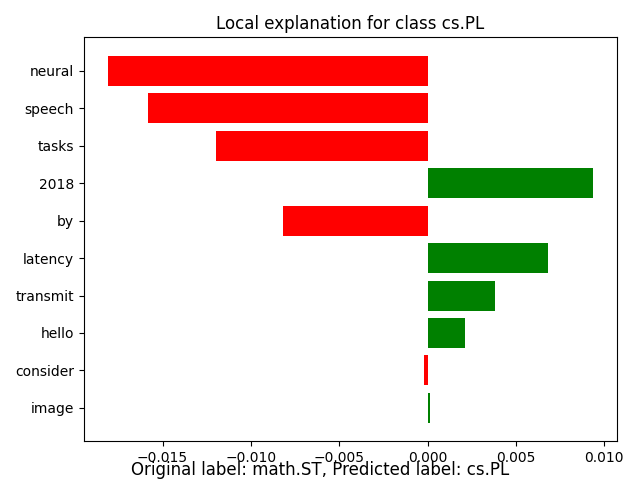 Local explanation for class cs.PL
neural
speech
tasks
2018
by
latency
transmit
hello
consider
image
−0.015 −0.010 −0.005 0.000 0.005 0.010
Original label: math.ST, Predicted label: cs.PL